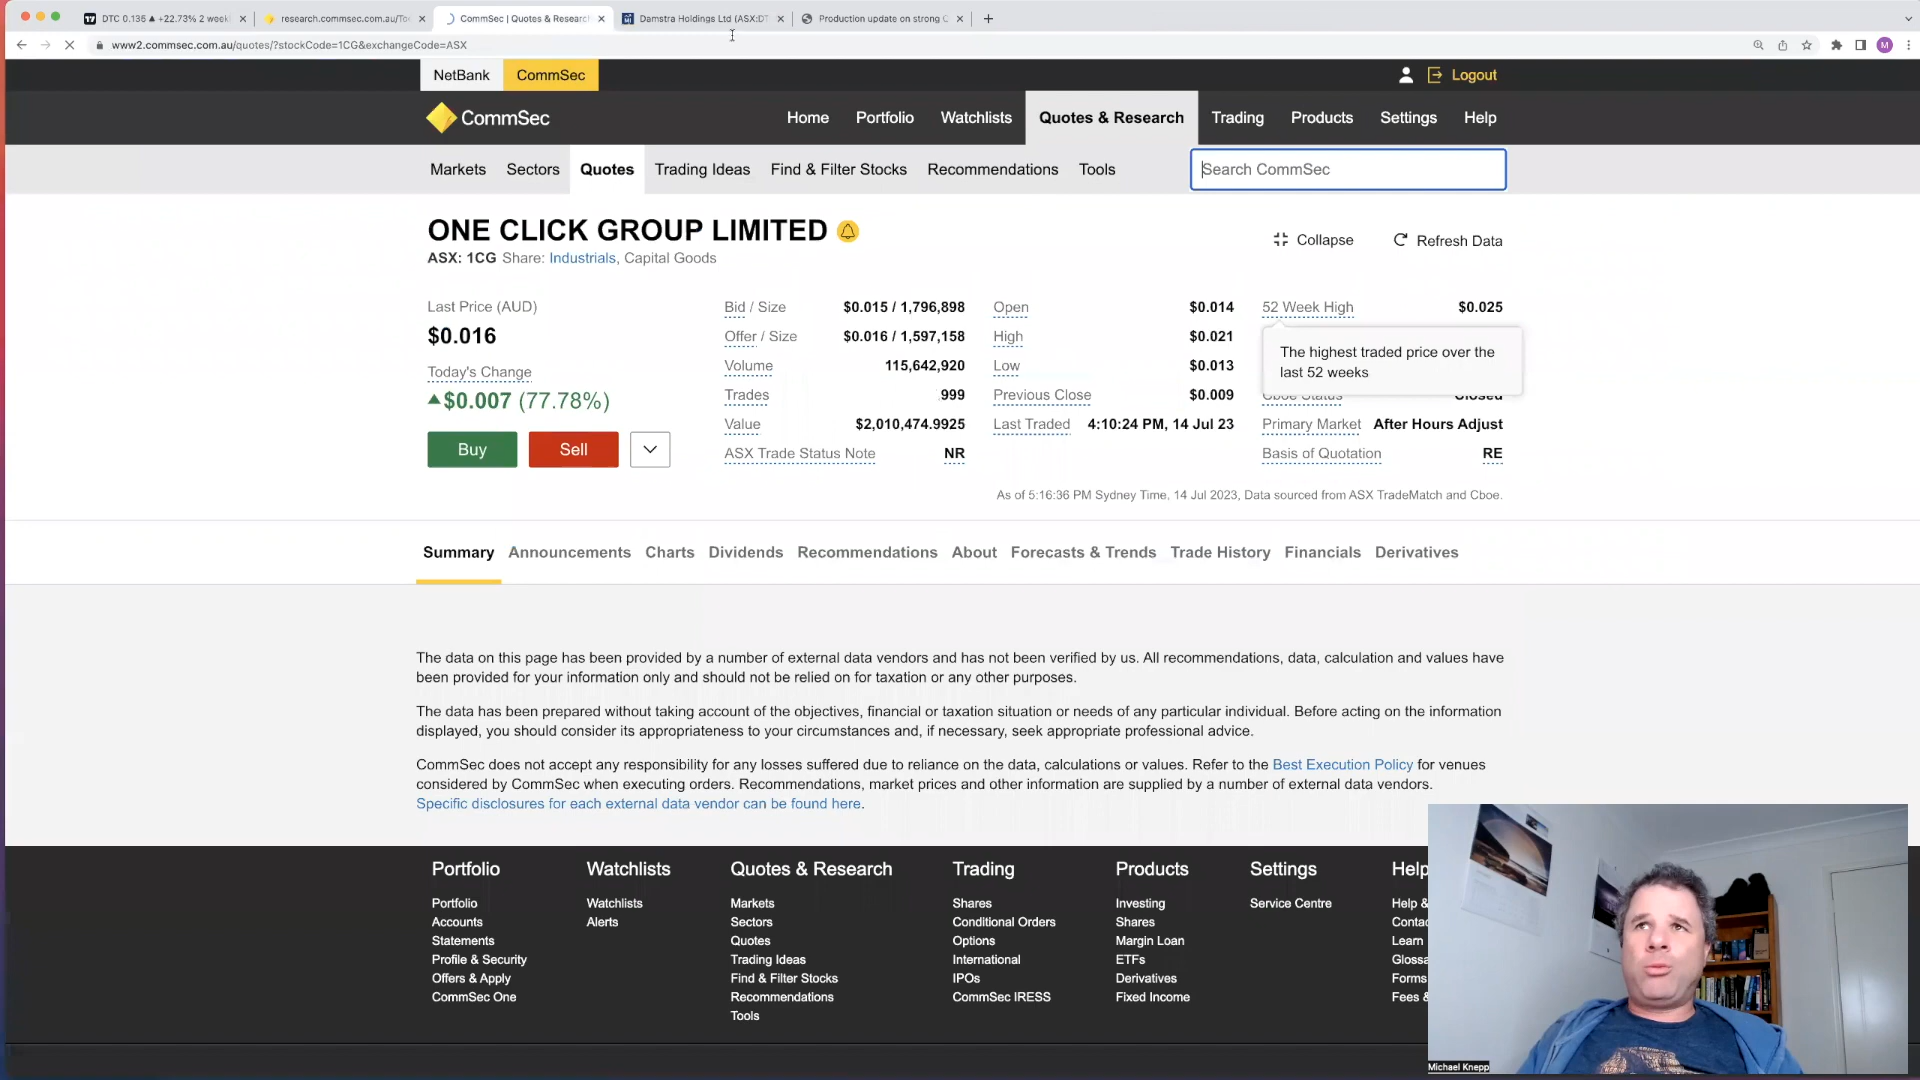 DTC 0.135 ▲ +22.73% 2 week
research.commsec.com.au/To
CommSec | Quotes & Research
Damstra Holdings Ltd (ASX:DT
Production update on strong C
www2.commsec.com.au/quotes/?stockCode=1CG&exchangeCode=ASX
M
NetBank CommSec
Logout
CommSec
Home Portfolio Watchlists Quotes & Research Trading Products Settings Help
Markets Sectors Quotes Trading Ideas Find & Filter Stocks Recommendations Tools
Search CommSec
ONE CLICK GROUP LIMITED
ASX: 1CG Share: Industrials, Capital Goods
Collapse
Refresh Data
Last Price (AUD)
$0.016
Today's Change
$0.007 (77.78%)
Buy Sell
Bid / Size $0.015 / 1,796,898
Offer / Size $0.016 / 1,597,158
Volume 115,642,920
Trades 999
Value $2,010,474.9925
ASX Trade Status Note NR
Open $0.014
High $0.021
Low $0.013
Previous Close $0.009
Last Traded 4:10:24 PM, 14 Jul 23
52 Week High $0.025
The highest traded price over the
last 52 weeks
Cboe Status Closed
Primary Market After Hours Adjust
Basis of Quotation RE
As of 5:16:36 PM Sydney Time, 14 Jul 2023, Data sourced from ASX TradeMatch and Cboe.
Summary Announcements Charts Dividends Recommendations About Forecasts & Trends Trade History Financials Derivatives
The data on this page has been provided by a number of external data vendors and has not been verified by us. All recommendations, data, calculation and values have
been provided for your information only and should not be relied on for taxation or any other purposes.
The data has been prepared without taking account of the objectives, financial or taxation situation or needs of any particular individual. Before acting on the information
displayed, you should consider its appropriateness to your circumstances and, if necessary, seek appropriate professional advice.
CommSec does not accept any responsibility for any losses suffered due to reliance on the data, calculations or values. Refer to the Best Execution Policy for venues
considered by CommSec when executing orders. Recommendations, market prices and other information are supplied by a number of external data vendors.
Specific disclosures for each external data vendor can be found here.
Portfolio
Portfolio
Accounts
Statements
Profile & Security
Offers & Apply
CommSec One
Watchlists
Watchlists
Alerts
Quotes & Research
Markets
Sectors
Quotes
Trading Ideas
Find & Filter Stocks
Recommendations
Tools
Trading
Shares
Conditional Orders
Options
International
IPOs
CommSec IRESS
Products
Investing
Shares
Margin Loan
ETFs
Derivatives
Fixed Income
Settings
Service Centre
Help
Help &
Contac
Learn
Glossa
Forms
Fees &
Michael Knepp